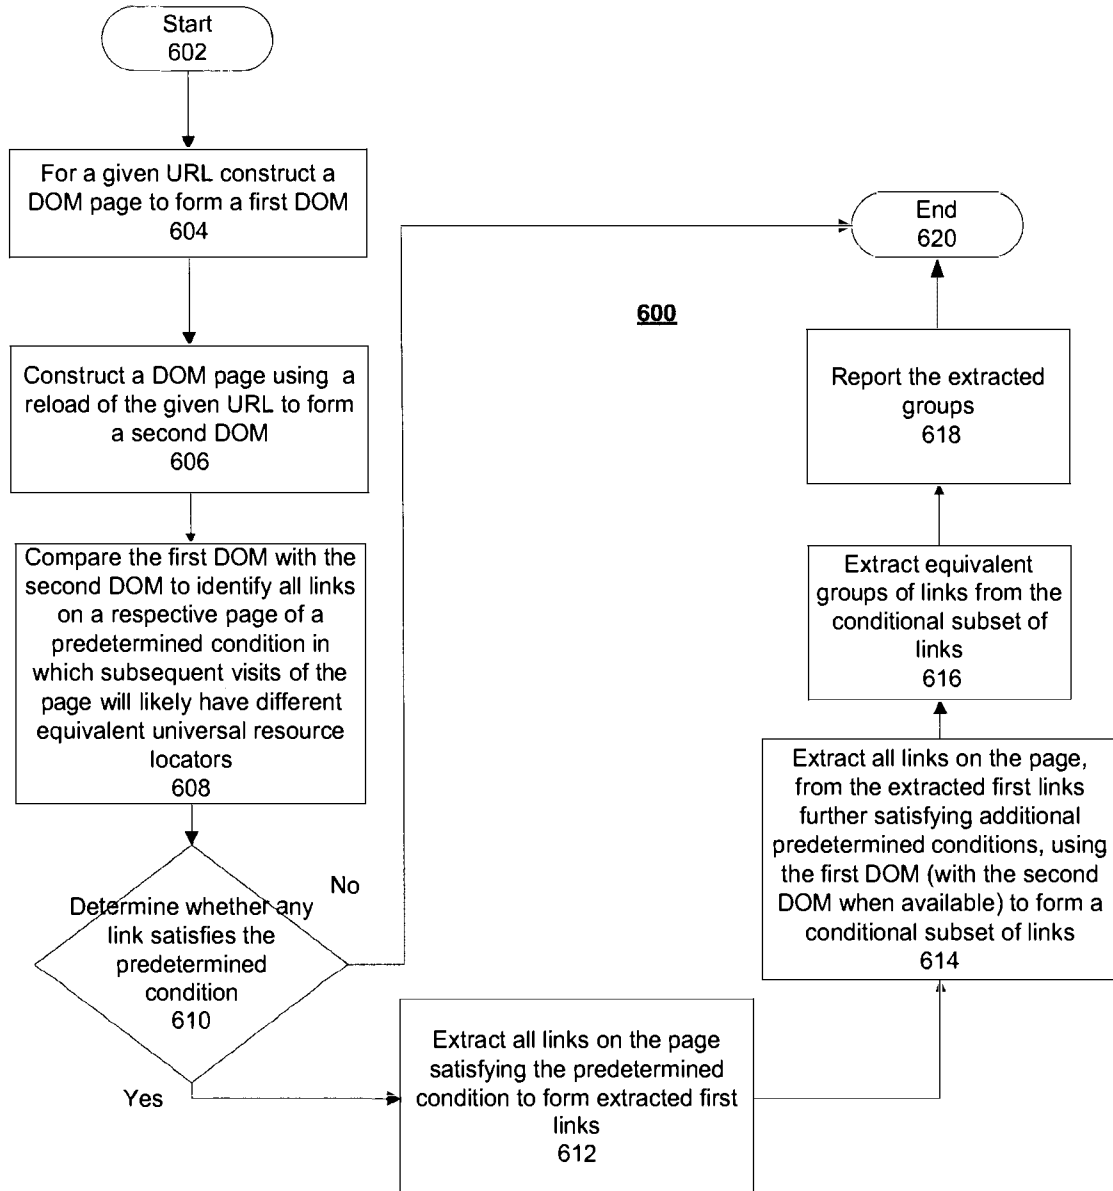 Start
602
For a given URL construct a
DOM page to form a first DOM
604
Construct a DOM page using a
reload of the given URL to form
a second DOM
606
Compare the first DOM with the
second DOM to identify all links
on a respective page of a
predetermined condition in
which subsequent visits of the
page will likely have different
equivalent universal resource
locators
608
Determine whether any
link satisfies the
predetermined
condition
610
No
Yes
Extract all links on the page
satisfying the predetermined
condition to form extracted first
links
612
Extract all links on the page,
from the extracted first links
further satisfying additional
predetermined conditions, using
the first DOM (with the second
DOM when available) to form a
conditional subset of links
614
Extract equivalent
groups of links from the
conditional subset of
links
616
Report the extracted
groups
618
End
620
600